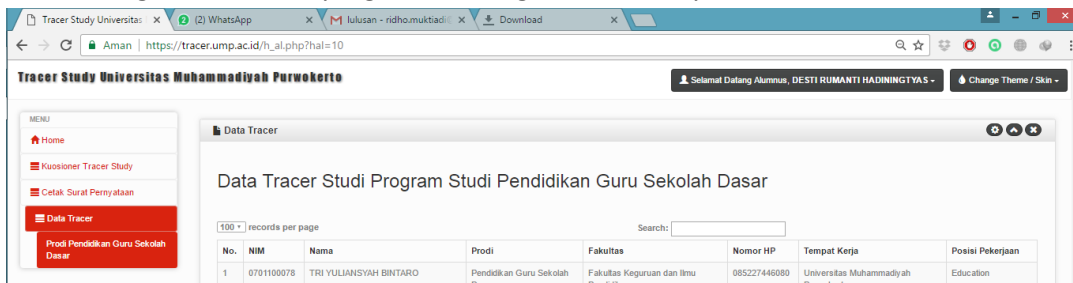 Tracer Study Universitas
(2) WhatsApp
lulusan - ridho.muktiadi@
Download
Aman | https://tracer.ump.ac.id/h_al.php?hal=10
Tracer Study Universitas Muhammadiyah Purwokerto
Selamat Datang Alumnus, DESTI RUMANTI HADININGTYAS
Change Theme / Skin
MENU
Home
Kuosioner Tracer Study
Cetak Surat Pernyataan
Data Tracer
Prodi Pendidikan Guru Sekolah
Dasar
Data Tracer
Data Tracer Studi Program Studi Pendidikan Guru Sekolah Dasar
100 records per page
Search:
No. NIM Nama Prodi Fakultas Nomor HP Tempat Kerja Posisi Pekerjaan
1 0701100078 TRI YULIANSYAH BINTARO Pendidikan Guru Sekolah Fakultas Keguruan dan Ilmu 085227446080 Universitas Muhammadiyah Education